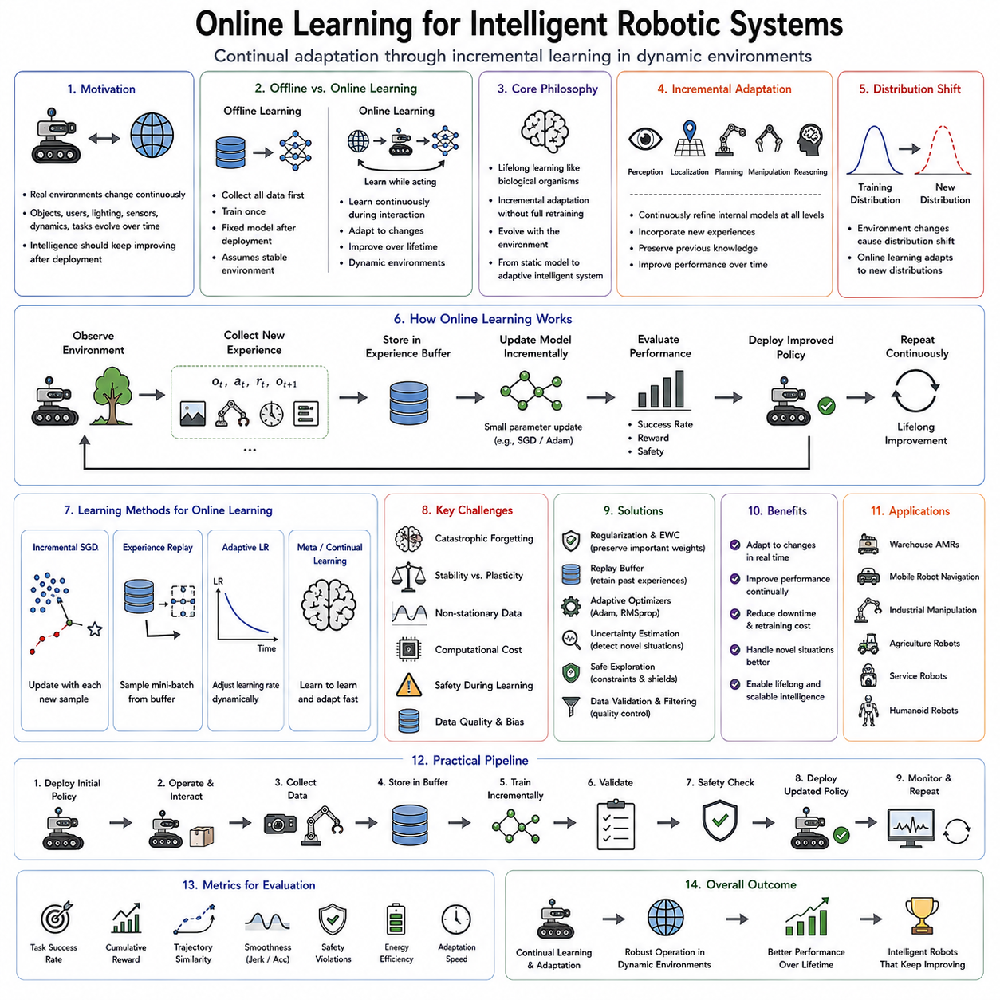 Online Learning for Intelligent Robotic Systems
Continual adaptation through incremental learning in dynamic environments
1. Motivation
• Real environments change continuously
• Objects, users, lighting, sensors,
dynamics, tasks evolve over time
• Intelligence should keep improving
after deployment
2. Offline vs. Online Learning
Offline Learning
• Collect all data first
• Train once
• Fixed model after
deployment
• Assumes stable
environment
Online Learning
Learn while acting
• Learn continuously
during interaction
• Adapt to changes
• Improve over lifetime
• Dynamic environments
3. Core Philosophy
• Lifelong learning like
biological organisms
• Incremental adaptation
without full retraining
• Evolve with the
environment
• From static model to
adaptive intelligent system
4. Incremental Adaptation
Perception
Localization
Planning
Manipulation
Reasoning
• Continuously refine internal models at all levels
• Incorporate new experiences
• Preserve previous knowledge
• Improve performance over time
5. Distribution Shift
Training
Distribution
New
Distribution
• Environment changes
cause distribution shift
• Online learning adapts
to new distributions
6. How Online Learning Works
Observe
Environment
Collect New
Experience
o_t, a_t, r_t, o_{t+1}
...
Store in
Experience Buffer
Update Model
Incrementally
Small parameter update
(e.g., SGD / Adam)
Evaluate
Performance
• Success Rate
• Reward
• Safety
Deploy Improved
Policy
Repeat
Continuously
Lifelong
Improvement
7. Learning Methods for Online Learning
Incremental SGD
Update with each
new sample
Experience Replay
Sample mini-batch
from buffer
Adaptive LR
LR
Time
Adjust learning rate
dynamically
Meta / Continual
Learning
Learn to learn
and adapt fast
8. Key Challenges
Catastrophic Forgetting
Stability vs. Plasticity
Non-stationary Data
Computational Cost
Safety During Learning
Data Quality & Bias
9. Solutions
Regularization & EWC
(preserve important weights)
Replay Buffer
(retain past experiences)
Adaptive Optimizers
(Adam, RMSprop)
Uncertainty Estimation
(detect novel situations)
Safe Exploration
(constraints & shields)
Data Validation & Filtering
(quality control)
10. Benefits
Adapt to changes
in real time
Improve performance
continually
Reduce downtime
& retraining cost
Handle novel situations
better
Enable lifelong and
scalable intelligence
11. Applications
Warehouse AMRs
Mobile Robot Navigation
Industrial Manipulation
Agriculture Robots
Service Robots
Humanoid Robots
12. Practical Pipeline
1. Deploy Initial
Policy
2. Operate &
Interact
3. Collect
Data
4. Store in Buffer
5. Train
Incrementally
6. Validate
7. Safety Check
8. Deploy
Updated Policy
9. Monitor &
Repeat
13. Metrics for Evaluation
Task Success
Rate
Cumulative
Reward
Trajectory
Similarity
Smoothness
(Jerk / Acc)
Safety
Violations
Energy
Efficiency
Adaptation
Speed
14. Overall Outcome
Continual Learning
& Adaptation
Robust Operation in
Dynamic Environments
Better Performance
Over Lifetime
Intelligent Robots
That Keep Improving